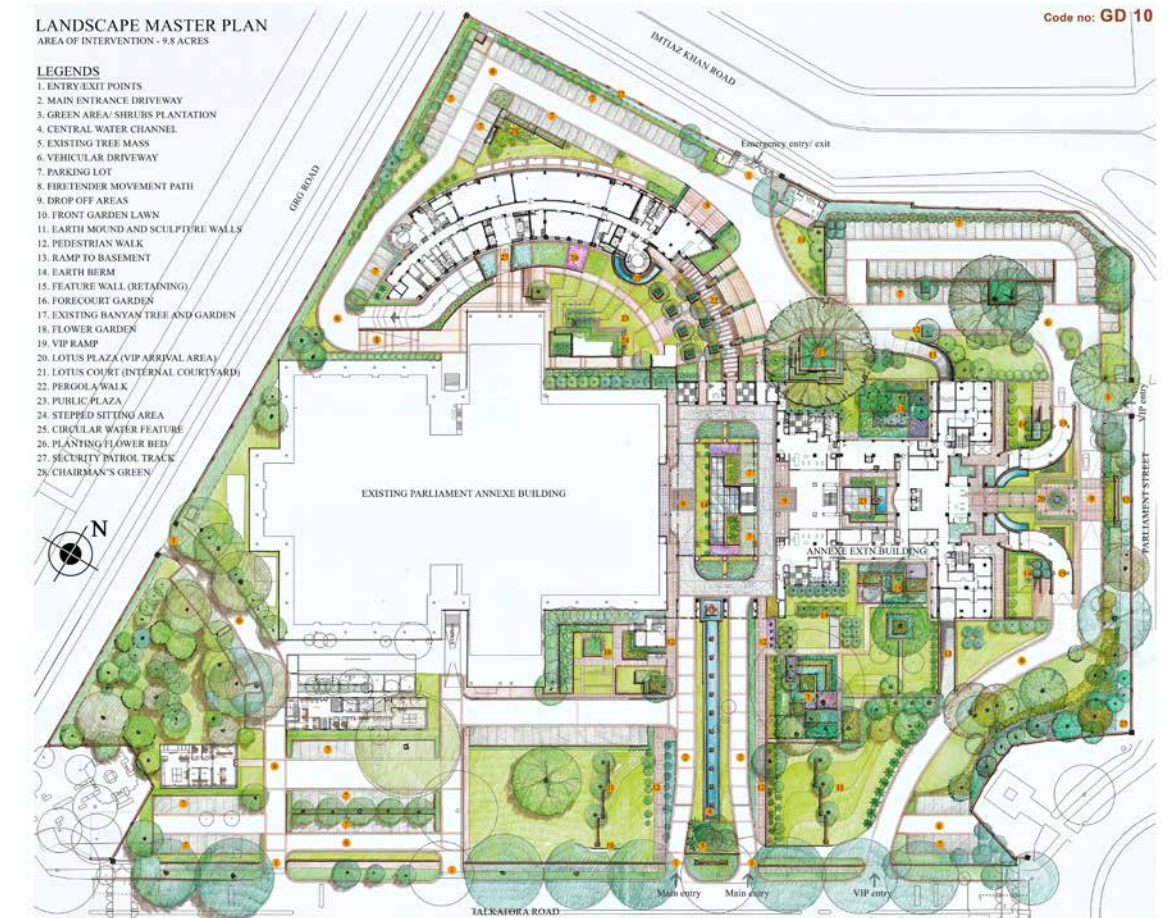 LANDSCAPE MASTER PLAN
AREA OF INTERVENTION - 9.8 ACRES
Code no: GD 10
LEGENDS
1. ENTRY/EXIT POINTS
2. MAIN ENTRANCE DRIVEWAY
3. GREEN AREA/ SHRUBS PLANTATION
4. CENTRAL WATER CHANNEL
5. EXISTING TREE MASS
6. VEHICULAR DRIVEWAY
7. PARKING LOT
8. FIRETENDER MOVEMENT PATH
9. DROP OFF AREAS
10. FRONT GARDEN LAWN
11. EARTH MOUND AND SCULPTURE WALLS
12. PEDESTRIAN WALK
13. RAMP TO BASEMENT
14. EARTH BERM
15. FEATURE WALL (RETAINING)
16. FORECOURT GARDEN
17. EXISTING BANYAN TREE AND GARDEN
18. FLOWER GARDEN
19. VIP RAMP
20. LOTUS PLAZA (VIP ARRIVAL AREA)
21. LOTUS COURT (INTERNAL COURTYARD)
22. PERGOLA WALK
23. PUBLIC PLAZA
24. STEPPED SITTING AREA
25. CIRCULAR WATER FEATURE
26. PLANTING FLOWER BED
27. SECURITY PATROL TRACK
28. CHAIRMAN'S GREEN
N
IMTIAZ KHAN ROAD
Emergency entry/ exit
GRG ROAD
EXISTING PARLIAMENT ANNEXE BUILDING
ANNEXE EXTN.BUILDING
VIP entry
PARLIAMENT STREET
Main entry
Main entry
VIP entry
TALKATORA ROAD